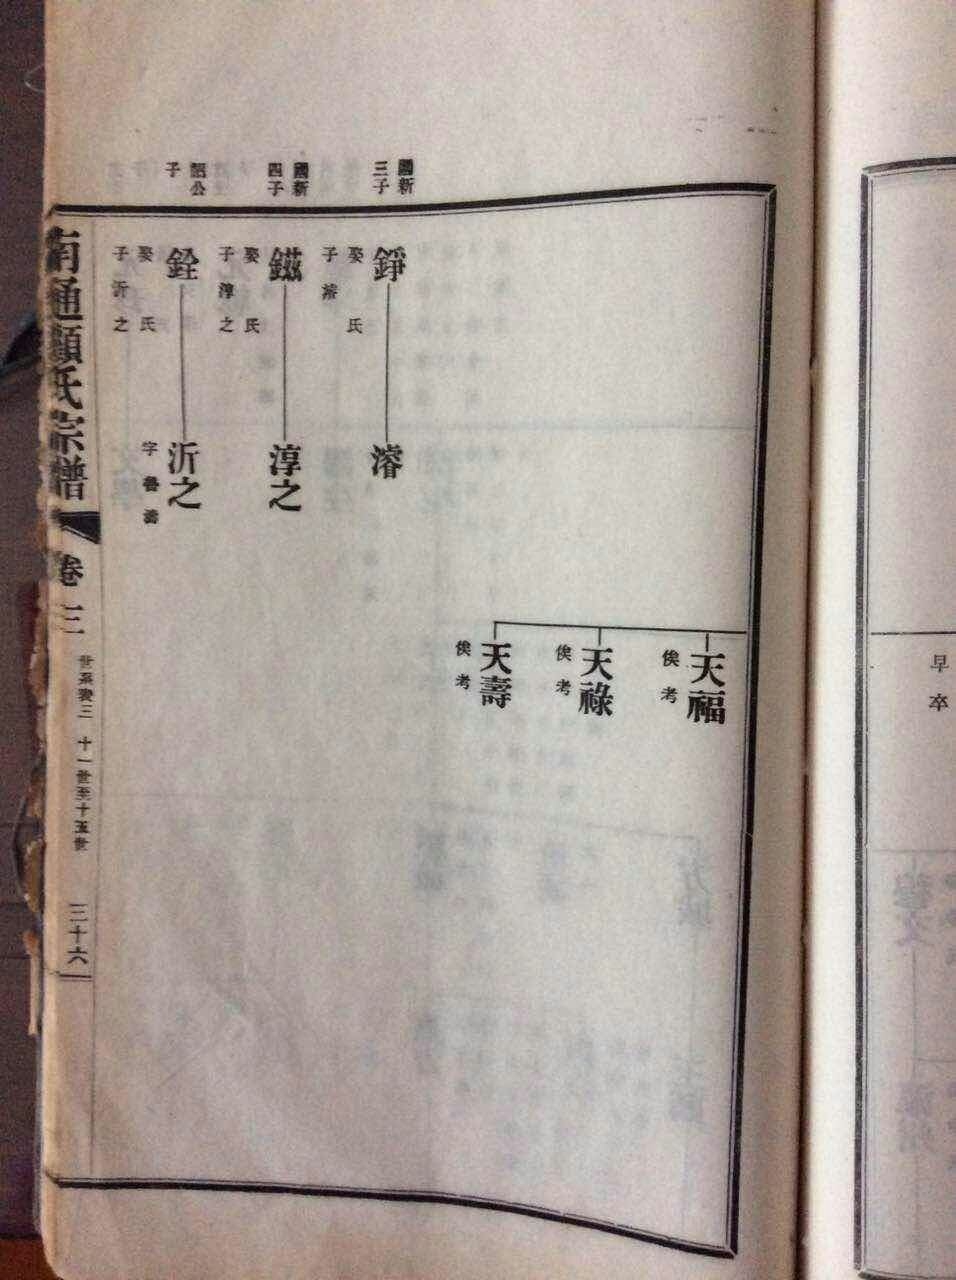 早卒
天福
俟考
天祿
俟考
天壽
俟考
國新
三子
錚
娶氏
子濬
濬
國新
四子
鎡
娶氏
子淳之
淳之
韶公
子
銓
娶氏
子沂之
沂之
字魯濤
南通顧氏宗譜
卷三
世系表三 十一世至十五世
三十六